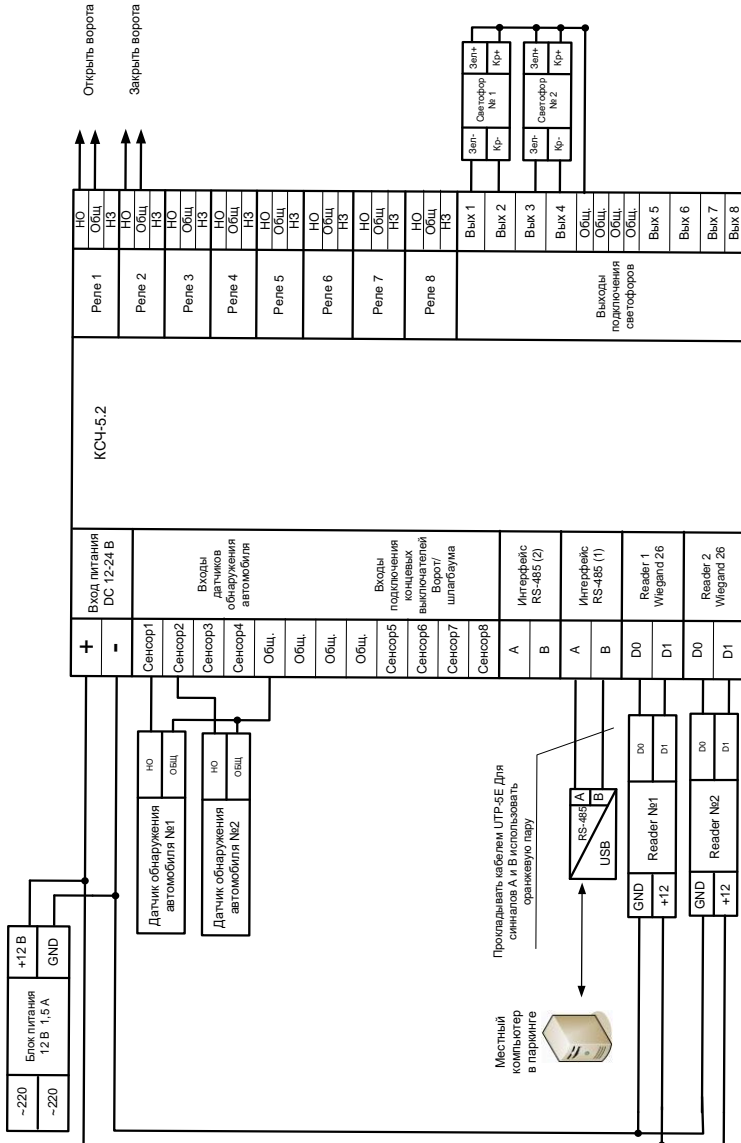 Открыть ворота
Закрыть ворота
НО
Общ
НЗ
НО
Общ
НЗ
НО
Общ
НЗ
НО
Общ
НЗ
НО
Общ
НЗ
НО
Общ
НЗ
НО
Общ
НЗ
НО
Общ
НЗ
Вых 1
Вых 2
Вых 3
Вых 4
Общ.
Общ.
Общ.
Общ.
Вых 5
Вых 6
Вых 7
Вых 8
Зел-
Кр-
Светофор
№ 1
Зел+
Кр+
Зел-
Кр-
Светофор
№ 2
Зел+
Кр+
Реле 1
Реле 2
Реле 3
Реле 4
Реле 5
Реле 6
Реле 7
Реле 8
Выходы
подключения
светофоров
КСЧ-5.2
Вход питания
DC 12-24 В
Входы
датчиков
обнаружения
автомобиля
Входы
подключения
концевых
выключателей
Ворот/
шлагбаума
Интерфейс
RS-485 (2)
Интерфейс
RS-485 (1)
Reader 1
Wiegand 26
Reader 2
Wiegand 26
+
-
Сенсор1
Сенсор2
Сенсор3
Сенсор4
Общ.
Общ.
Общ.
Общ.
Сенсор5
Сенсор6
Сенсор7
Сенсор8
A
B
A
B
D0
D1
D0
D1
Датчик обнаружения
автомобиля №1
НО
ОБЩ
Датчик обнаружения
автомобиля №2
НО
ОБЩ
Прокладывать кабелем UTP-5E Для
синналов А и В использовать
оранжевую пару
RS-485
USB
A
B
GND
+12
Reader №1
D0
D1
GND
+12
Reader №2
D0
D1
~220
~220
Блок питания
12 В 1,5 А
+12 В
GND
Местный
компьютер
в паркинге